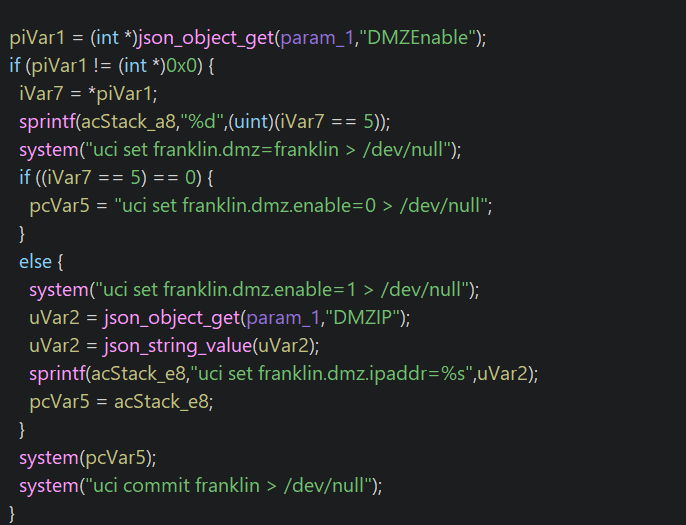 piVar1 = (int *)json_object_get(param_1,"DMZEnable");
if (piVar1 != (int *)0x0) {
iVar7 = *piVar1;
sprintf(acStack_a8,"%d",(uint)(iVar7 == 5));
system("uci set franklin.dmz=franklin > /dev/null");
if ((iVar7 == 5) == 0) {
pcVar5 = "uci set franklin.dmz.enable=0 > /dev/null";
}
else {
system("uci set franklin.dmz.enable=1 > /dev/null");
uVar2 = json_object_get(param_1,"DMZIP");
uVar2 = json_string_value(uVar2);
sprintf(acStack_e8,"uci set franklin.dmz.ipaddr=%s",uVar2);
pcVar5 = acStack_e8;
}
system(pcVar5);
system("uci commit franklin > /dev/null");
}